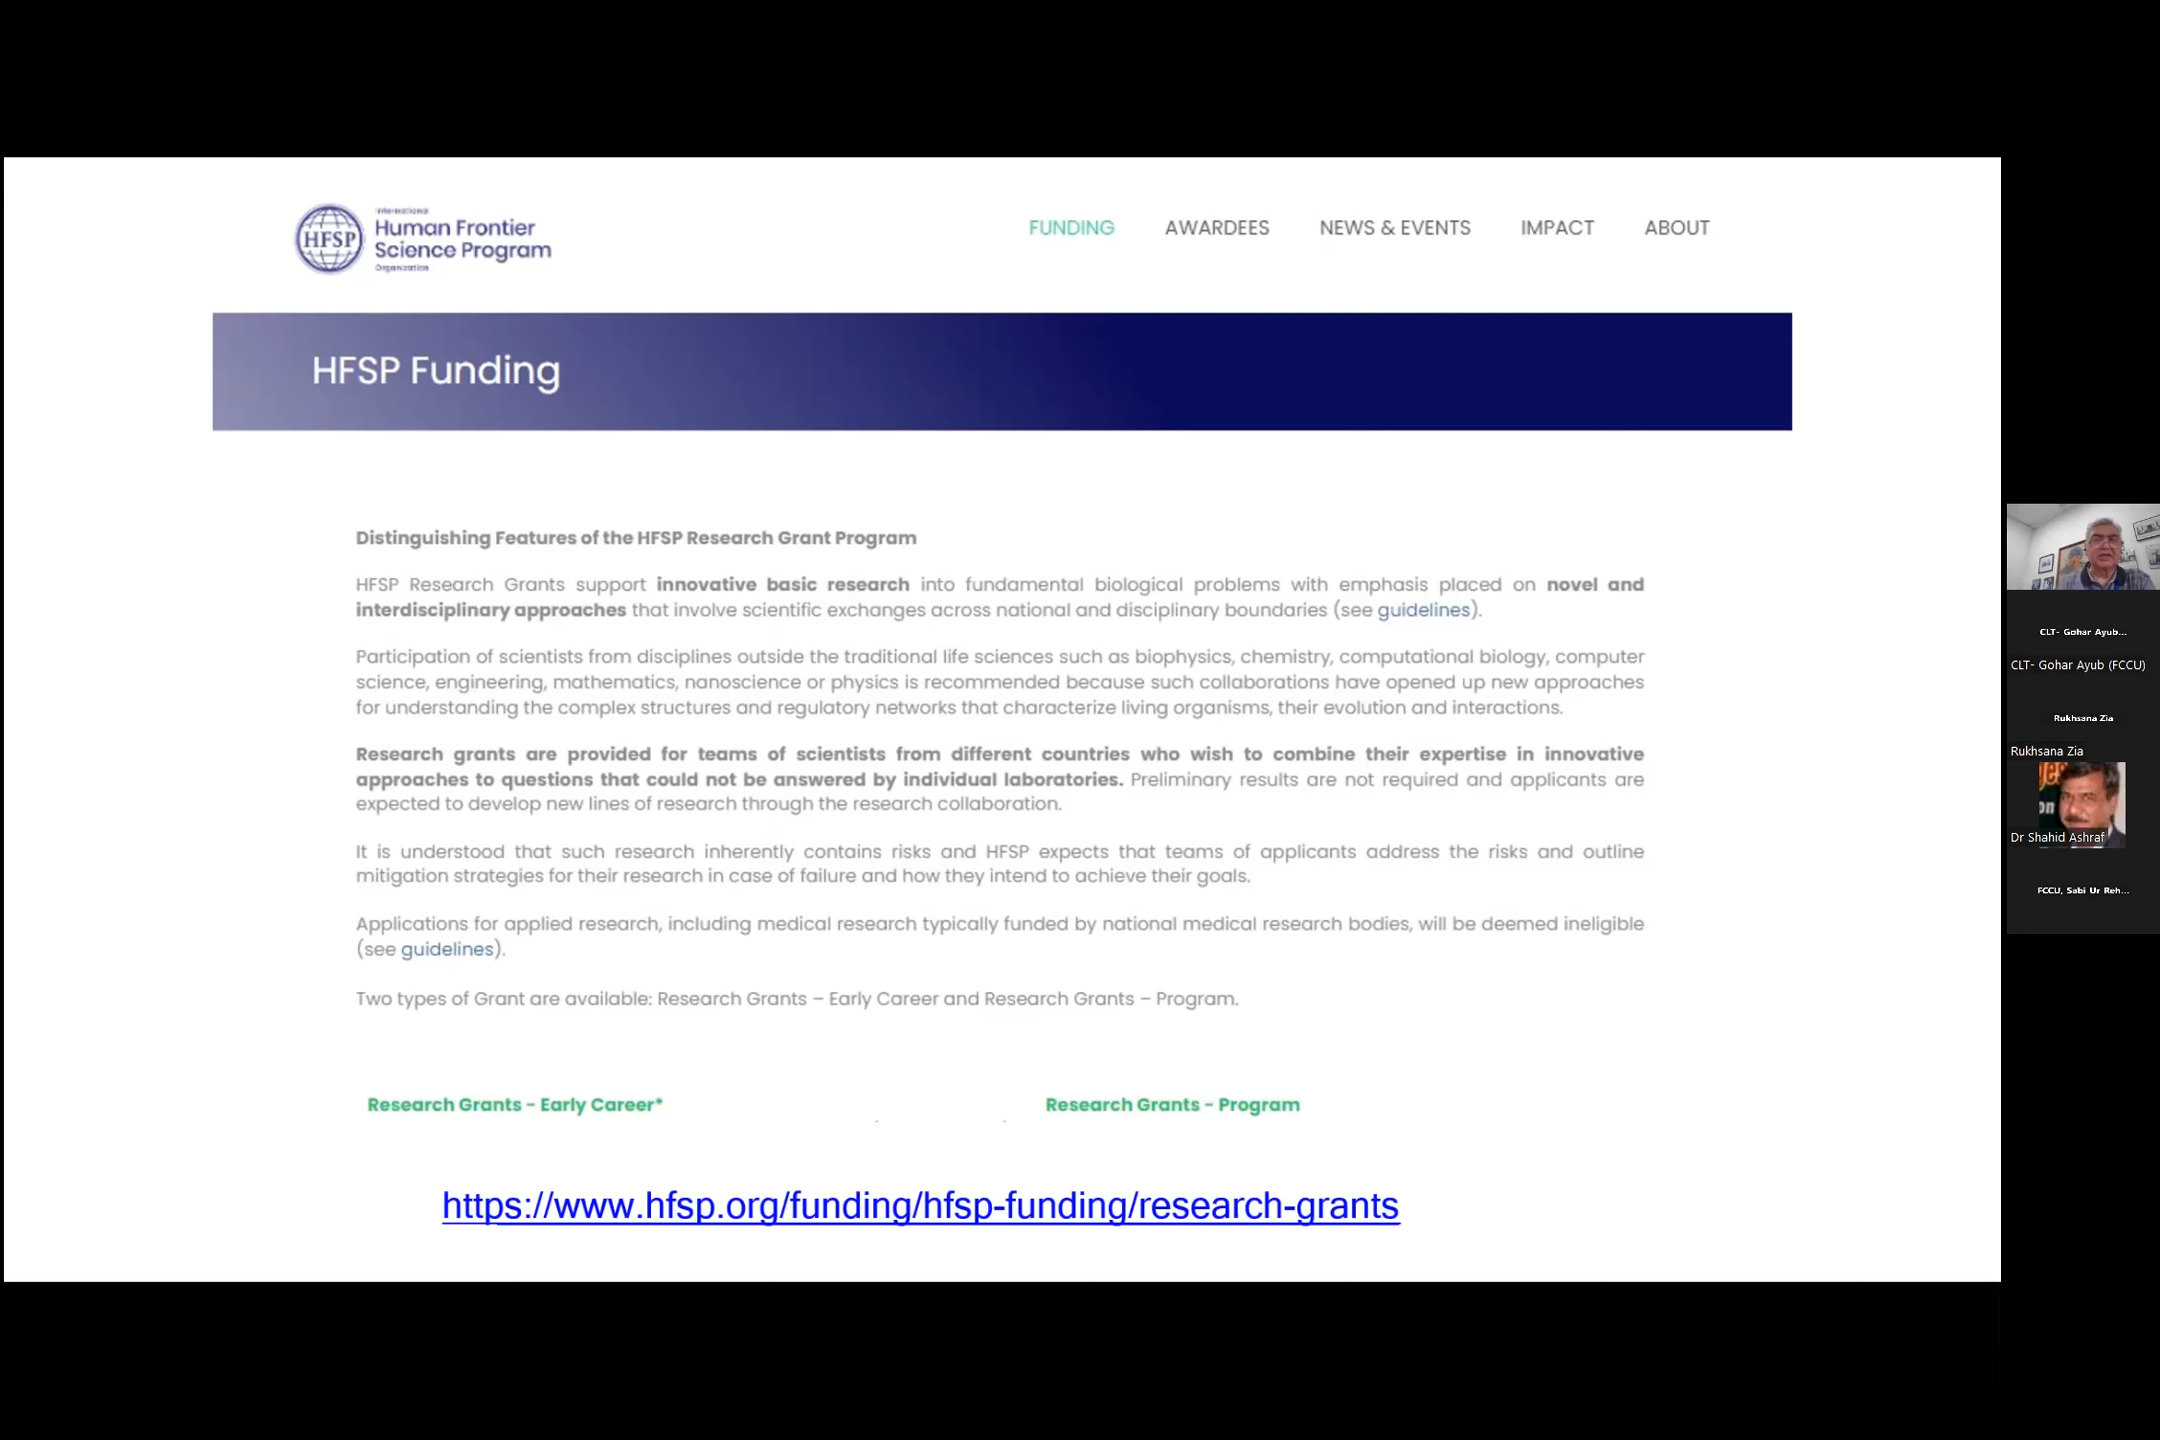 International
Human Frontier
Science Program
Organization
HFSP
FUNDING
AWARDEES
NEWS & EVENTS
IMPACT
ABOUT
HFSP Funding
Distinguishing Features of the HFSP Research Grant Program
HFSP Research Grants support innovative basic research into fundamental biological problems with emphasis placed on novel and
interdisciplinary approaches that involve scientific exchanges across national and disciplinary boundaries (see guidelines).
Participation of scientists from disciplines outside the traditional life sciences such as biophysics, chemistry, computational biology, computer
science, engineering, mathematics, nanoscience or physics is recommended because such collaborations have opened up new approaches
for understanding the complex structures and regulatory networks that characterize living organisms, their evolution and interactions.
Research grants are provided for teams of scientists from different countries who wish to combine their expertise in innovative
approaches to questions that could not be answered by individual laboratories. Preliminary results are not required and applicants are
expected to develop new lines of research through the research collaboration.
It is understood that such research inherently contains risks and HFSP expects that teams of applicants address the risks and outline
mitigation strategies for their research in case of failure and how they intend to achieve their goals.
Applications for applied research, including medical research typically funded by national medical research bodies, will be deemed ineligible
(see guidelines).
Two types of Grant are available: Research Grants – Early Career and Research Grants – Program.
Research Grants - Early Career*
Research Grants - Program
https://www.hfsp.org/funding/hfsp-funding/research-grants
CLT- Gohar Ayub...
CLT- Gohar Ayub (FCCU)
Rukhsana Zia
Rukhsana Zia
Dr Shahid Ashraf
FCCU, Sabi Ur Reh...